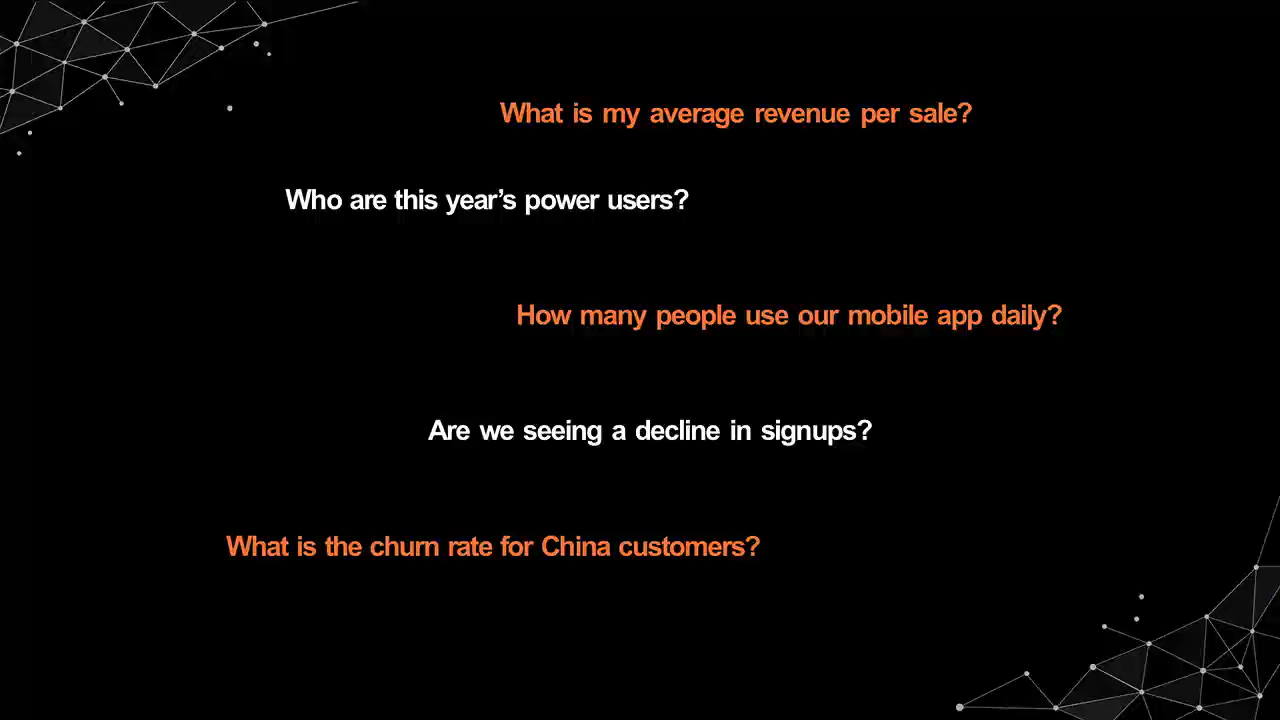 What is my average revenue per sale?
Who are this year’s power users?
How many people use our mobile app daily?
Are we seeing a decline in signups?
What is the churn rate for China customers?